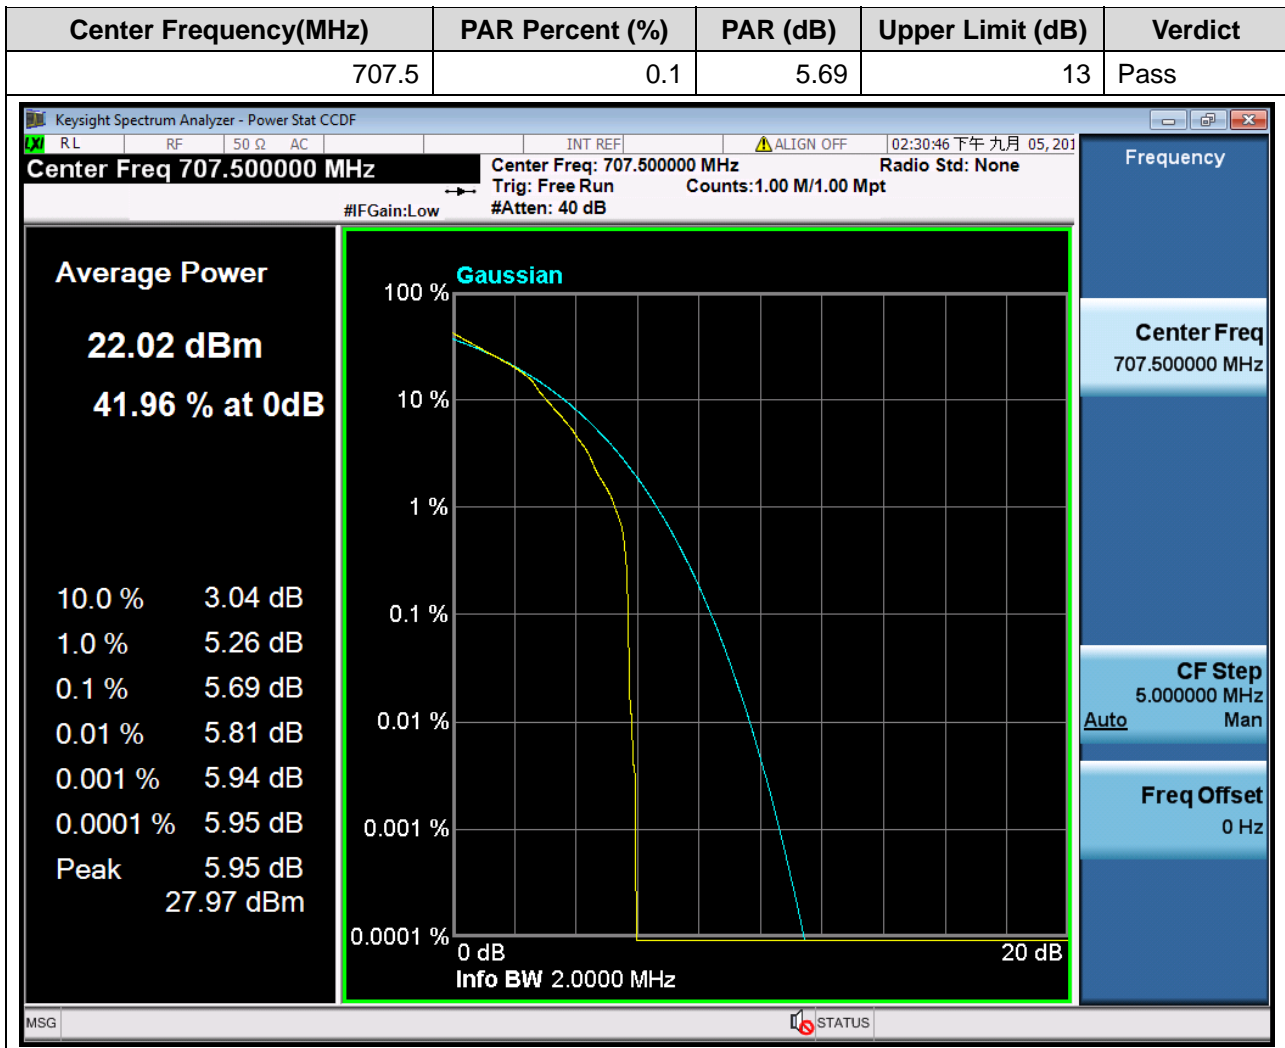 Center Frequency(MHz) PAR Percent (%) PAR (dB) Upper Limit (dB) Verdict
707.5 0.1 5.69 13 Pass
Keysight Spectrum Analyzer - Power Stat CCDF
LXI RL RF 50 Ω AC INT REF ALIGN OFF 02:30:46 下午 九月 05, 201
Center Freq 707.500000 MHz
Center Freq: 707.500000 MHz Radio Std: None
Trig: Free Run Counts:1.00 M/1.00 Mpt
#IFGain:Low #Atten: 40 dB
Average Power
22.02 dBm
41.96 % at 0dB
10.0 % 3.04 dB
1.0 % 5.26 dB
0.1 % 5.69 dB
0.01 % 5.81 dB
0.001 % 5.94 dB
0.0001 % 5.95 dB
Peak 5.95 dB
27.97 dBm
Gaussian
100 %
10 %
1 %
0.1 %
0.01 %
0.001 %
0.0001 %
0 dB 20 dB
Info BW 2.0000 MHz
Frequency
Center Freq
707.500000 MHz
CF Step
5.000000 MHz
Auto Man
Freq Offset
0 Hz
MSG STATUS